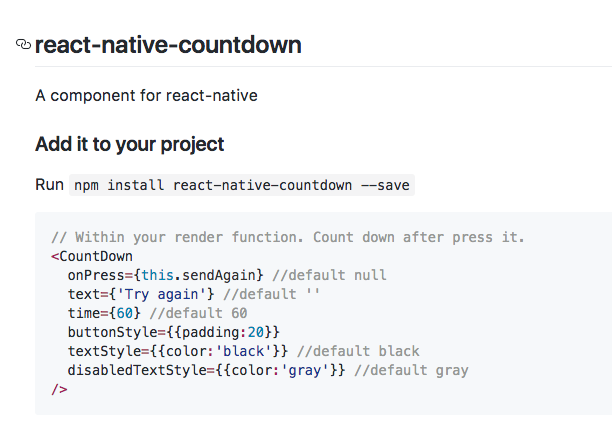 react-native-countdown
A component for react-native
Add it to your project
Run npm install react-native-countdown --save
// Within your render function. Count down after press it.
<CountDown
  onPress={this.sendAgain} //default null
  text={'Try again'} //default ''
  time={60} //default 60
  buttonStyle={{padding:20}}
  textStyle={{color:'black'}} //default black
  disabledTextStyle={{color:'gray'}} //default gray
/>